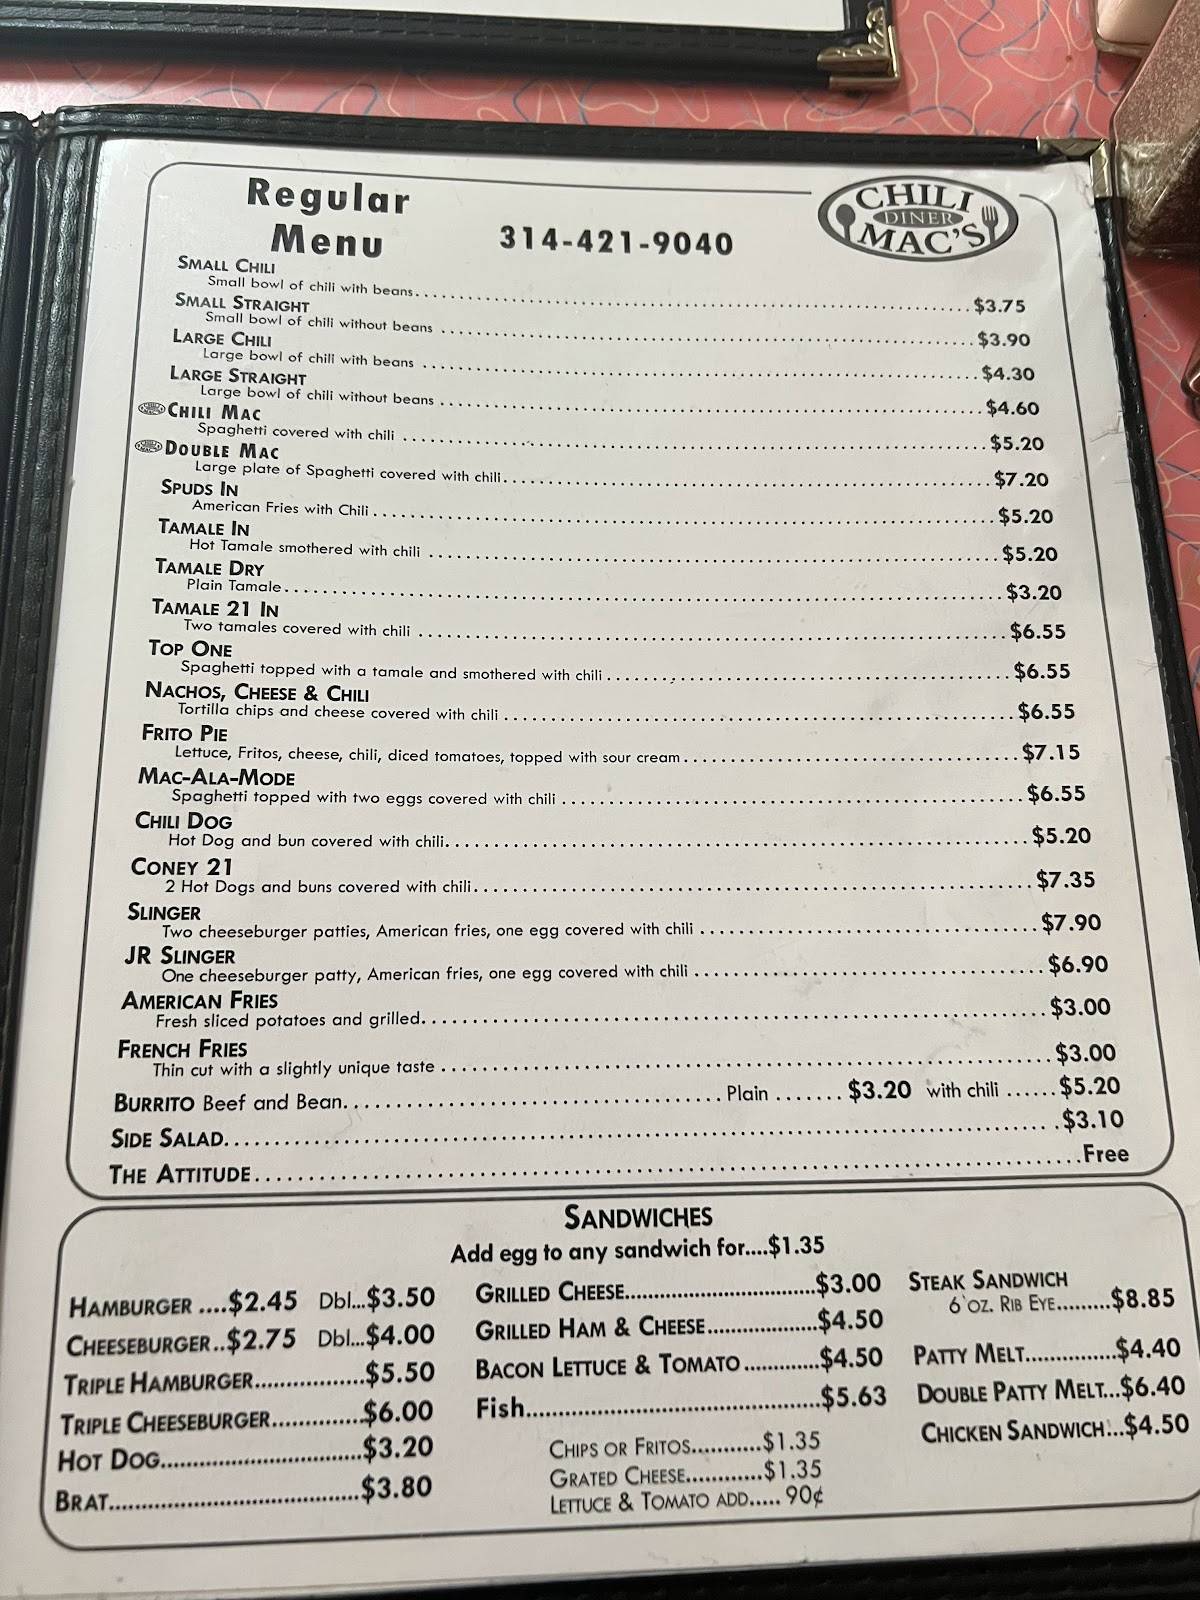 Regular
Menu
314-421-9040
CHILI
DINER
MAC'S
SMALL CHILI
Small bowl of chili with beans....$3.75
SMALL STRAIGHT
Small bowl of chili without beans....$3.90
LARGE CHILI
Large bowl of chili with beans....$4.30
LARGE STRAIGHT
Large bowl of chili without beans....$4.60
CHILI MAC
Spaghetti covered with chili....$5.20
DOUBLE MAC
Large plate of Spaghetti covered with chili....$7.20
SPUDS IN
American Fries with Chili....$5.20
TAMALE IN
Hot Tamale smothered with chili....$5.20
TAMALE DRY
Plain Tamale....$3.20
TAMALE 21 IN
Two tamales covered with chili....$6.55
TOP ONE
Spaghetti topped with a tamale and smothered with chili....$6.55
NACHOS, CHEESE & CHILI
Tortilla chips and cheese covered with chili....$6.55
FRITO PIE
Lettuce, Fritos, cheese, chili, diced tomatoes, topped with sour cream....$7.15
MAC-ALA-MODE
Spaghetti topped with two eggs covered with chili....$6.55
CHILI DOG
Hot Dog and bun covered with chili....$5.20
CONEY 21
2 Hot Dogs and buns covered with chili....$7.35
SLINGER
Two cheeseburger patties, American fries, one egg covered with chili....$7.90
JR SLINGER
One cheeseburger patty, American fries, one egg covered with chili....$6.90
AMERICAN FRIES
Fresh sliced potatoes and grilled....$3.00
FRENCH FRIES
Thin cut with a slightly unique taste....$3.00
BURRITO Beef and Bean....Plain....$3.20 with chili....$5.20
SIDE SALAD....$3.10
THE ATTITUDE....Free
SANDWICHES
Add egg to any sandwich for....$1.35
HAMBURGER ....$2.45 Dbl...$3.50
CHEESEBURGER..$2.75 Dbl...$4.00
TRIPLE HAMBURGER....$5.50
TRIPLE CHEESEBURGER....$6.00
HOT DOG....$3.20
BRAT....$3.80
GRILLED CHEESE....$3.00
GRILLED HAM & CHEESE....$4.50
BACON LETTUCE & TOMATO....$4.50
Fish....$5.63
CHIPS OR FRITOS....$1.35
GRATED CHEESE....$1.35
LETTUCE & TOMATO ADD..... 90¢
STEAK SANDWICH
6 OZ. RIB EYE....$8.85
PATTY MELT....$4.40
DOUBLE PATTY MELT...$6.40
CHICKEN SANDWICH...$4.50